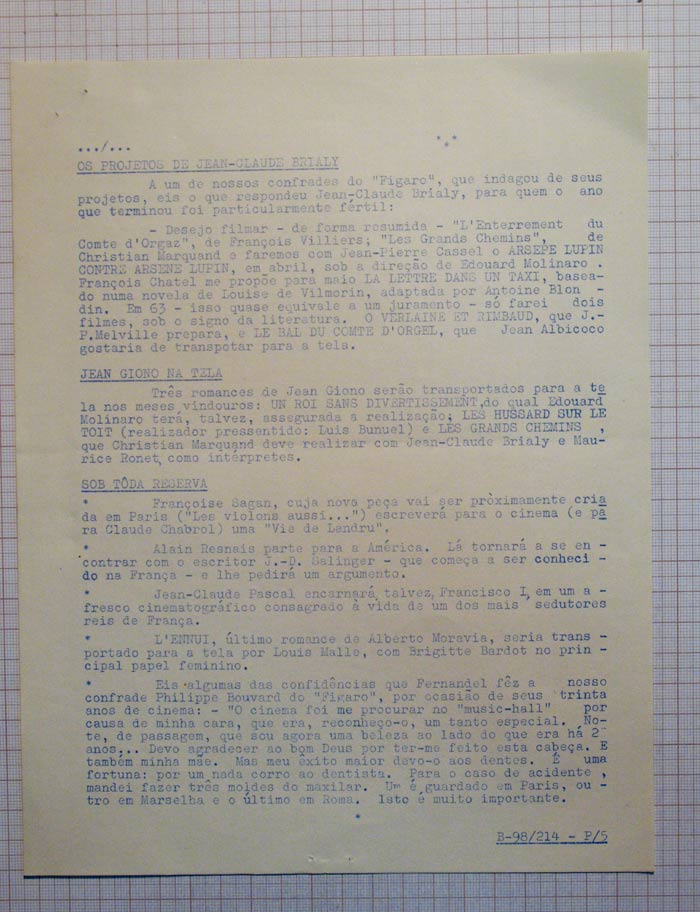 .../...
OS PROJETOS DE JEAN-CLAUDE BRIALY
A um de nossos confrades do "Figaro", que indagou de seus
projetos, eis o que respondeu Jean-Claude Brialy, para quem o ano
que terminou foi particularmente fértil:
- Desejo filmar - de forma resumida - "L'Enterrement du
Comte d'Orgaz", de François Villiers; "Les Grands Chemins", de
Christian Marquand e faremos com Jean-Pierre Cassel o ARSEPE LUPIN
CONTRE ARSENE LUPIN, em abril, sob a direção de Edouard Molinaro .
François Chatel me propõe para maio LA LETTRE DANS UN TAXI, basea-
do numa novela de Louise de Vilmorin, adaptada por Antoine Blon -
din. Em 63 - isso quase equivale a um juramento - só farei dois
filmes, sob o signo da literatura. O VERLAINE ET RIMBAUD, que J.-
P.Melville prepara, e LE BAL DU COMTE D'ORGEL, que Jean Albicoco
gostaria de transpotar para a tela.
JEAN GIONO NA TELA
Três romances de Jean Giono serão transportados para a te
la nos meses vindouros: UN ROI SANS DIVERTISSEMENT,do qual Edouard
Molinaro terá, talvez, assegurada a realização; LES HUSSARD SUR LE
TOIT (realizador pressentido: Luis Bunuel) e LES GRANDS CHEMINS ,
que Christian Marquand deve realizar com Jean-Claude Brialy e Mau-
rice Ronet, como intérpretes.
SOB TÔDA RESERVA
* Françoise Sagan, cuja nova peça vai ser pròximamente cria
da em Paris ("Les violons aussi...") escreverá para o cinema (e pa
ra Claude Chabrol) uma "Vie de Landru".
* Alain Resnais parte para a América. Lá tornará a se en -
contrar com o escritor J.-D. Salinger - que começa a ser conheci -
do na França - e lhe pedirá um argumento.
* Jean-Claude Pascal encarnará, talvez, Francisco I, em um a-
fresco cinematográfico consagrado à vida de um dos mais sedutores
reis de França.
* L'ENNUI, último romance de Alberto Moravia, seria trans -
portado para a tela por Louis Malle, com Brigitte Bardot no prin -
cipal papel feminino.
* Eis algumas das confidências que Fernandel fêz a nosso
confrade Philippe Bouvard do "Figaro", por ocasião de seus trinta
anos de cinema: - "O cinema foi me procurar no "music-hall" por
causa de minha cara, que era, reconheço-o, um tanto especial. No-
te, de passagem, que sou agora uma beleza ao lado do que era há 2
anos... Devo agradecer ao bom Deus por ter-me feito esta cabeça. E
também minha mãe. Mas meu êxito maior devo-o aos dentes. É uma
fortuna: por um nada corro ao dentista. Para o caso de acidente ,
mandei fazer três moldes do maxilar. Um é guardado em Paris, ou -
tro em Marselha e o último em Roma. Isto é muito importante.
*
B-98/214 - P/5